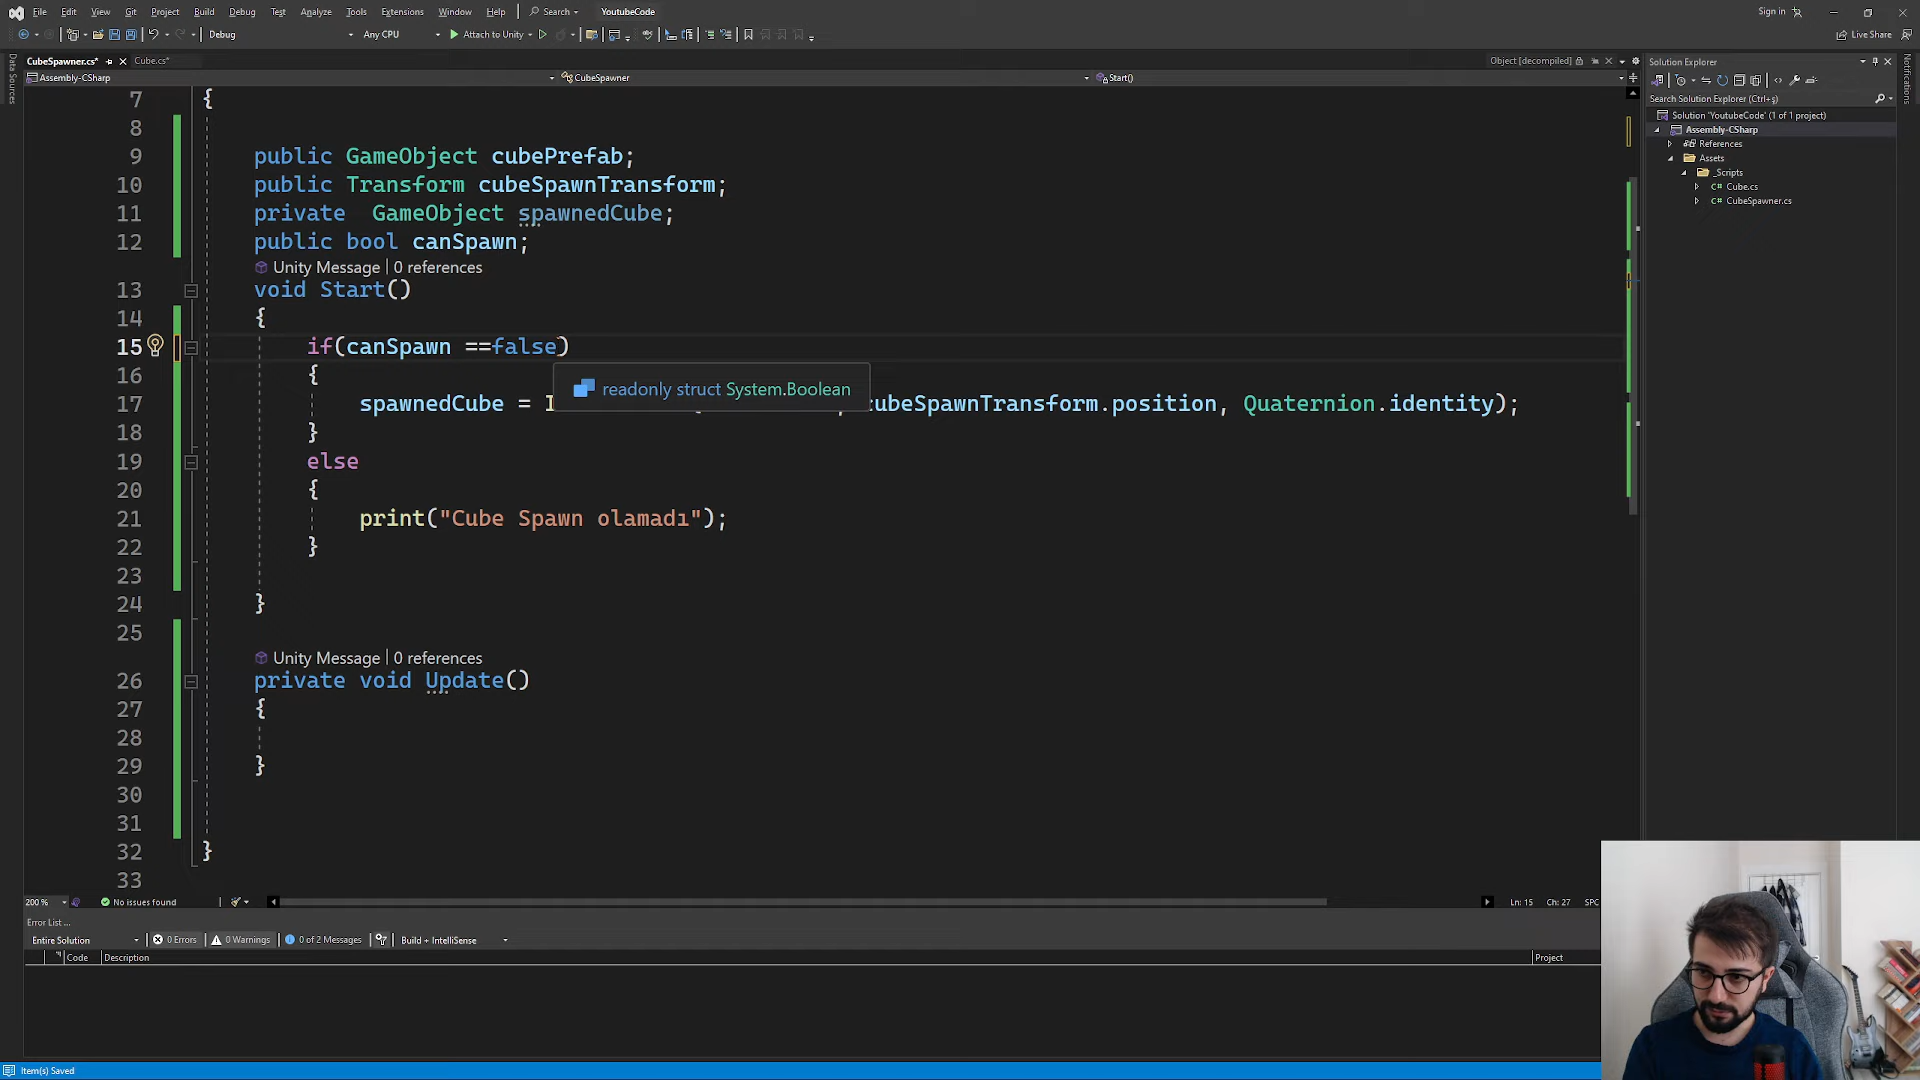 File Edit View Git Project Build Debug Test Analyze Tools Extensions Window Help Search YoutubeCode Sign in
Debug Any CPU Attach to Unity Live Share
CubeSpawner.cs* Cube.cs* Object [decompiled]
Assembly-CSharp CubeSpawner Start()
Data Sources
7 {
8
9 public GameObject cubePrefab;
10 public Transform cubeSpawnTransform;
11 private  GameObject spawnedCube;
12 public bool canSpawn;
Unity Message | 0 references
13 void Start()
14 {
15 if(canSpawn ==false)
16 {
readonly struct System.Boolean
17 spawnedCube = cubeSpawnTransform.position, Quaternion.identity);
18 }
19 else
20 {
21 print("Cube Spawn olamadı");
22 }
23
24 }
25
Unity Message | 0 references
26 private void Update()
27 {
28
29 }
30
31
32 }
33
200 % No issues found Ln: 15 Ch: 27 SPC
Error List ...
Entire Solution 0 Errors 0 Warnings 0 of 2 Messages Build + IntelliSense
Code Description Project
Item(s) Saved
Solution Explorer
Search Solution Explorer (Ctrl+ş)
Solution 'YoutubeCode' (1 of 1 project)
Assembly-CSharp
References
Assets
_Scripts
Cube.cs
CubeSpawner.cs
Notifications